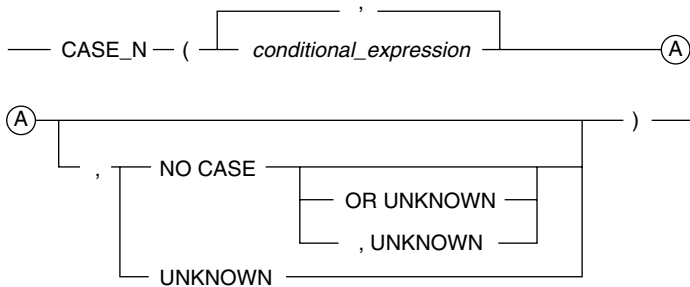 ,
CASE_N ( conditional_expression A
A )
, NO CASE
OR UNKNOWN
, UNKNOWN
UNKNOWN